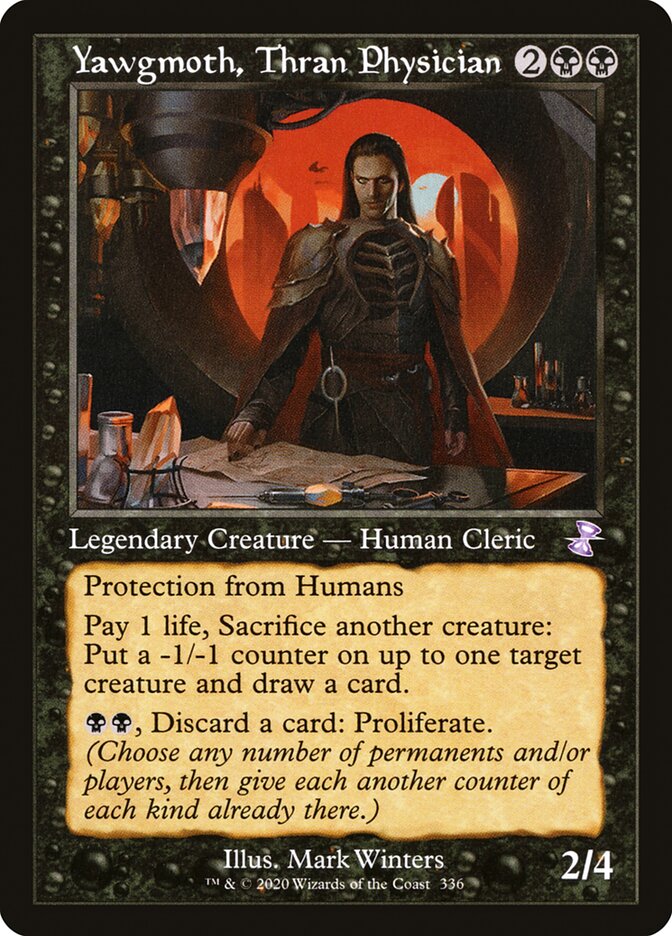 Yawgmoth, Thran Physician 2
Legendary Creature — Human Cleric
Protection from Humans
Pay 1 life, Sacrifice another creature:
Put a -1/-1 counter on up to one target
creature and draw a card.
, Discard a card: Proliferate.
(Choose any number of permanents and/or
players, then give each another counter of
each kind already there.)
Illus. Mark Winters
2/4
™ & © 2020 Wizards of the Coast 336